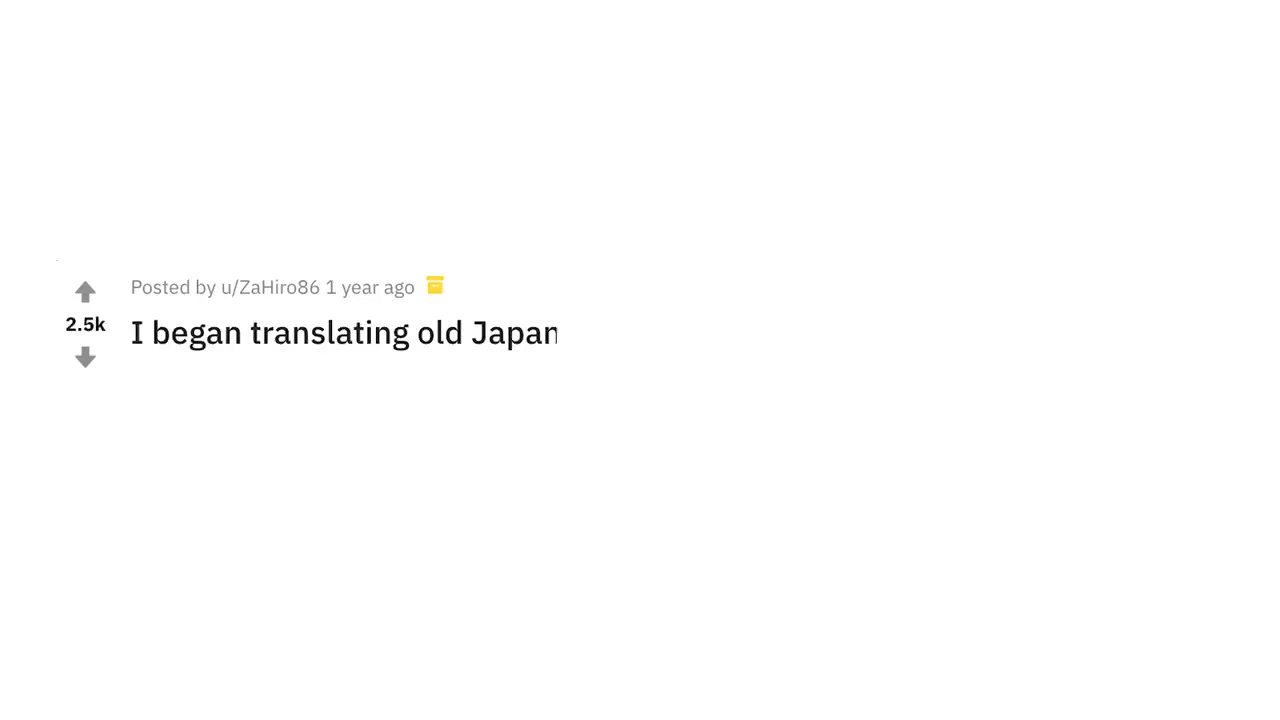 Posted by u/ZaHiro86 1 year ago
2.5k
I began translating old Japan